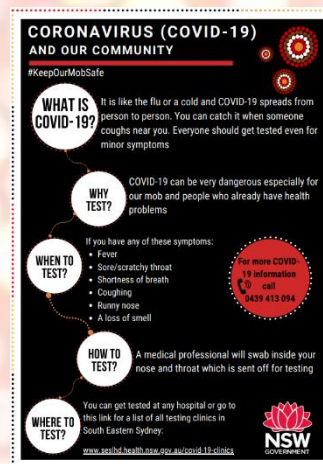 CORONAVIRUS (COVID-19)
AND OUR COMMUNITY
#KeepOurMobSafe
WHAT IS
COVID-19?
It is like the flu or a cold and COVID-19 spreads from
person to person. You can catch it when someone
coughs near you. Everyone should get tested even for
minor symptoms
WHY
TEST?
COVID-19 can be very dangerous especially for
our mob and people who already have health
problems
WHEN TO
TEST?
If you have any of these symptoms:
• Fever
• Sore/scratchy throat
• Shortness of breath
• Coughing
• Runny nose
• A loss of smell
For more COVID-
19 information
call
0439 413 094
HOW TO
TEST?
A medical professional will swab inside your
nose and throat which is sent off for testing
WHERE TO
TEST?
You can get tested at any hospital or go to
this link for a list of all testing clinics in
South Eastern Sydney:
www.seslhd.health.nsw.gov.au/covid-19-clinics
NSW
GOVERNMENT